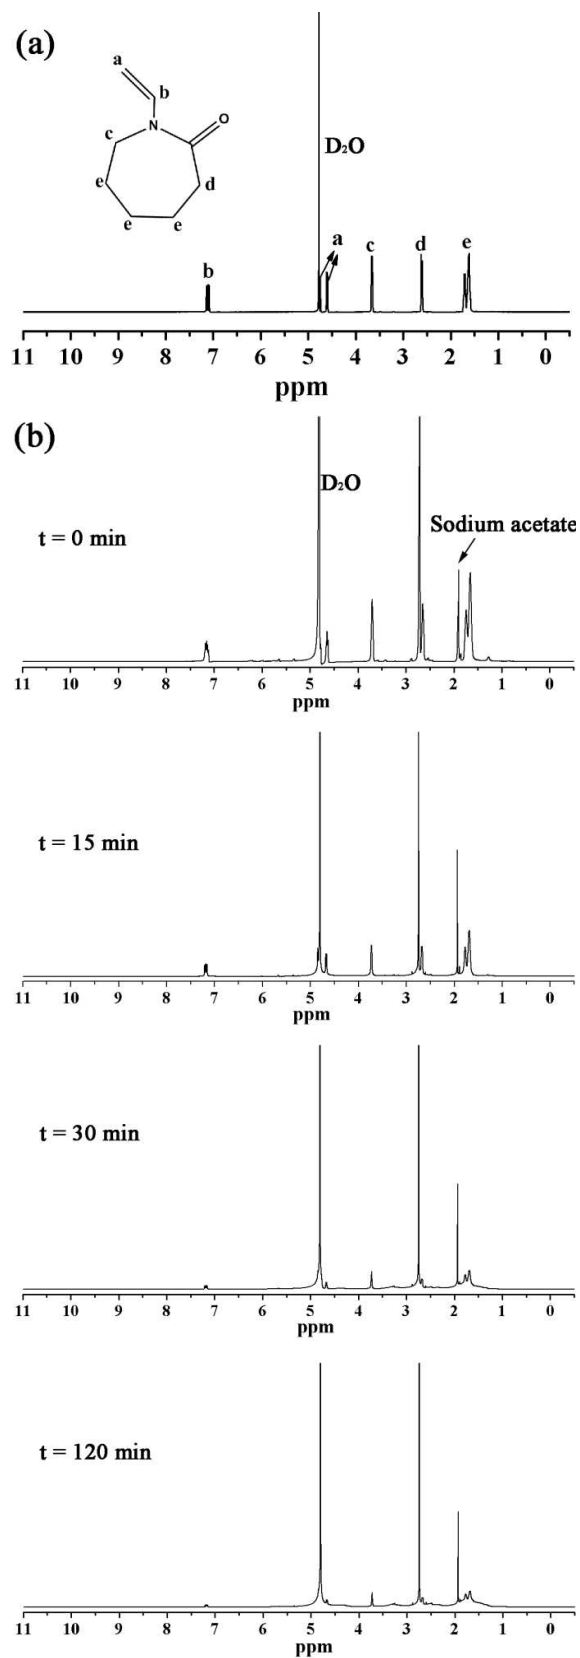 (a)
a
b
N
O
c
e
d
e
e
D₂O
a
b
c
d
e
11 10 9 8 7 6 5 4 3 2 1 0
ppm
(b)
D₂O
t = 0 min
Sodium acetate
11 10 9 8 7 6 5 4 3 2 1 0
ppm
t = 15 min
11 10 9 8 7 6 5 4 3 2 1 0
ppm
t = 30 min
11 10 9 8 7 6 5 4 3 2 1 0
ppm
t = 120 min
11 10 9 8 7 6 5 4 3 2 1 0
ppm